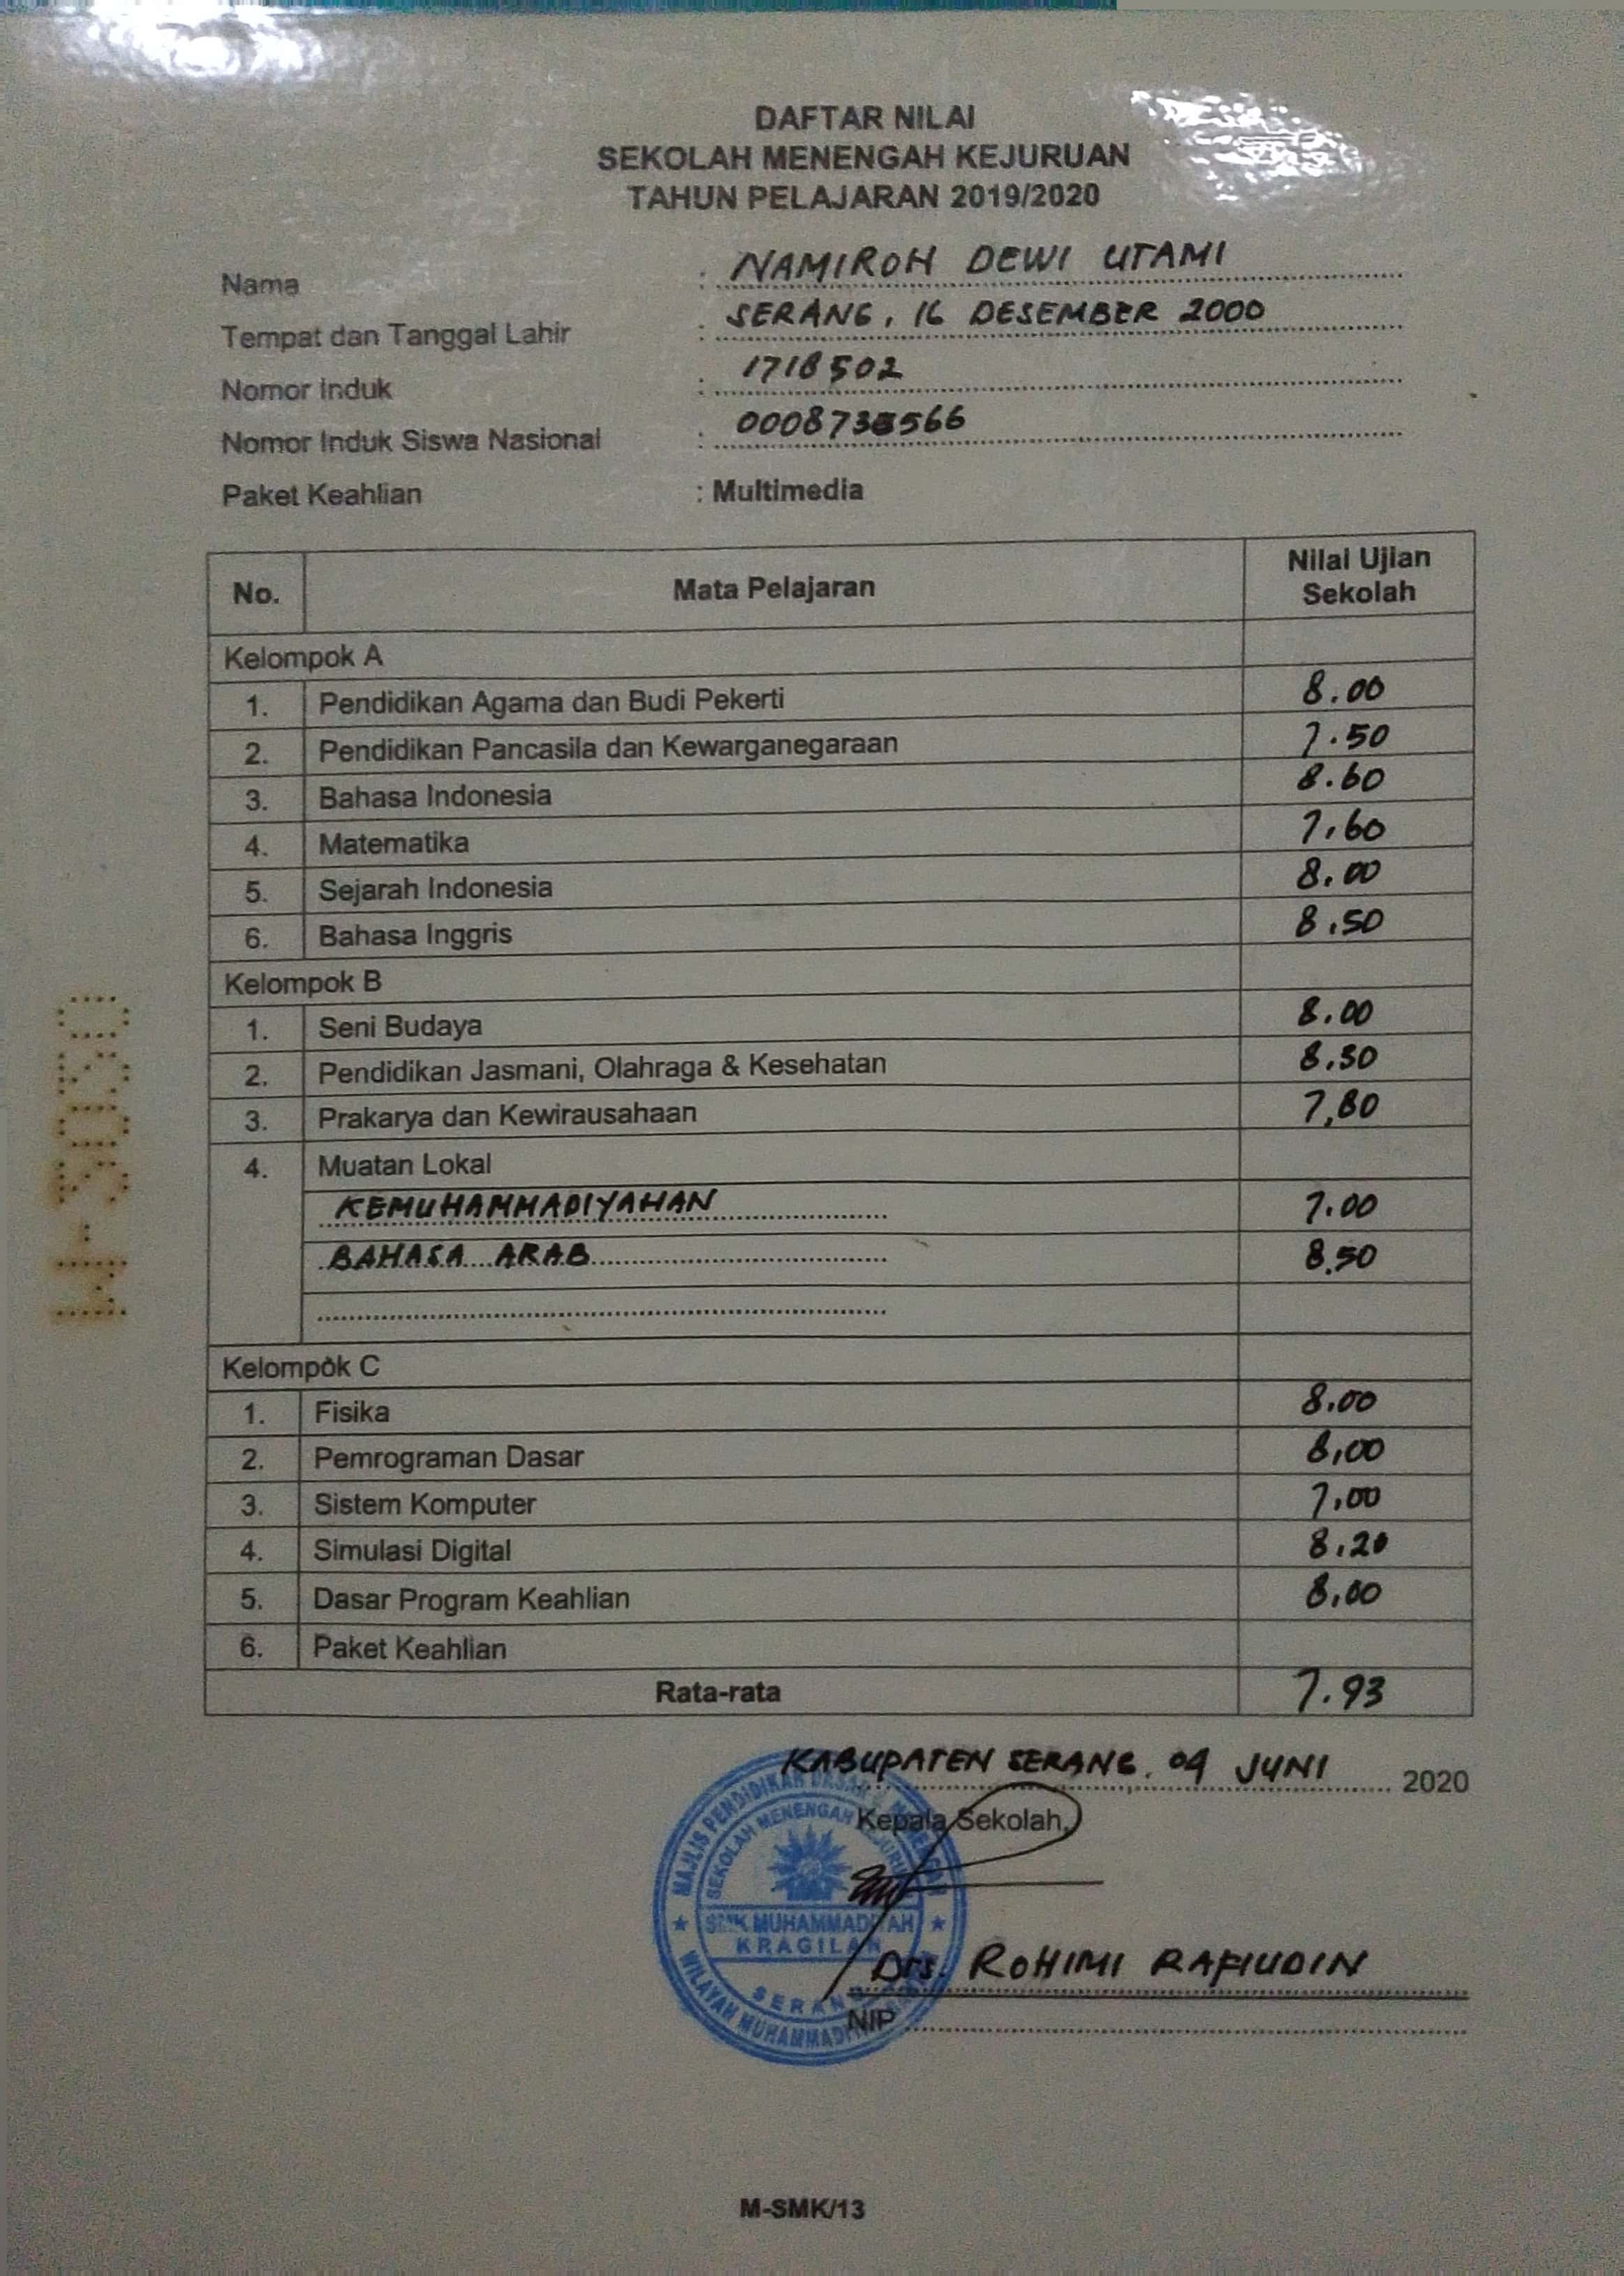 DAFTAR NILAI
SEKOLAH MENENGAH KEJURUAN
TAHUN PELAJARAN 2019/2020
Nama : NAMIROH DEWI UTAMI
Tempat dan Tanggal Lahir : SERANG, 16 DESEMBER 2000
Nomor Induk : 1718502
Nomor Induk Siswa Nasional :
Paket Keahlian : Multimedia
No. Mata Pelajaran Nilai Ujian Sekolah
Kelompok A
1. Pendidikan Agama dan Budi Pekerti 8.00
2. Pendidikan Pancasila dan Kewarganegaraan 7.50
3. Bahasa Indonesia 8.60
4. Matematika 7,60
5. Sejarah Indonesia 8.00
6. Bahasa Inggris 8.50
Kelompok B
1. Seni Budaya 8.00
2. Pendidikan Jasmani, Olahraga & Kesehatan
3. Prakarya dan Kewirausahaan 7,80
4. Muatan Lokal
KEMUHAMMADIYAHAN 7.00
BAHASA ARAB 8.50
Kelompok C
1. Fisika 8.00
2. Pemrograman Dasar 8,00
3. Sistem Komputer 7,00
4. Simulasi Digital 8,20
5. Dasar Program Keahlian 8,00
6. Paket Keahlian
Rata-rata 7.93
KABUPATEN SERANG, 04 JUNI 2020
Kepala Sekolah,
MAJLIS PENDIDIKAN DASAR
SEKOLAH MENENGAH
SMK MUHAMMADIYAH
KRAGILAN
SERANG
WILAYAH MUHAMMADIYAH
Drs. ROHIMI RAFIUDIN
NIP
M-SMK/13